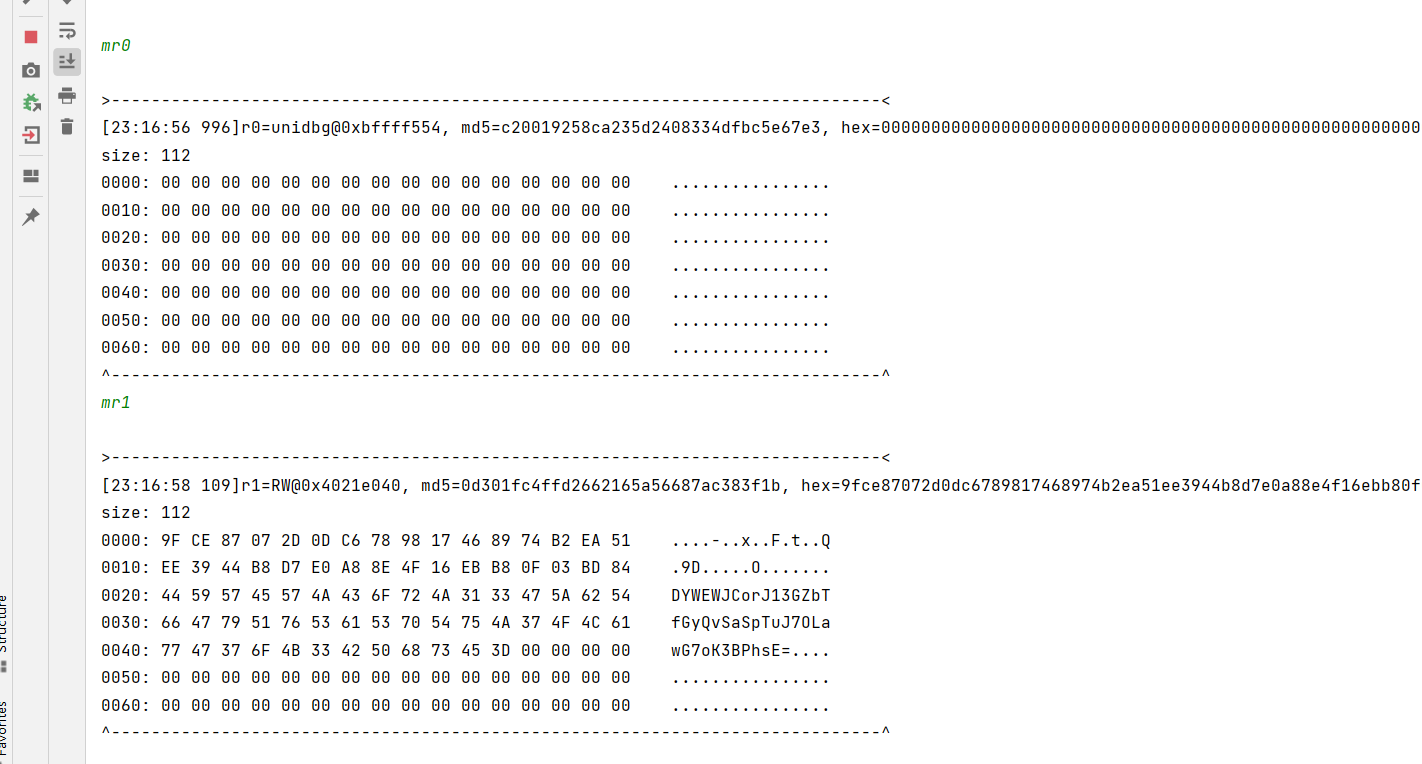 mr0
>-----------------------------------------------------------------------------<
[23:16:56 996]r0=unidbg@0xbffff554, md5=c20019258ca235d2408334dfbc5e67e3, hex=000000000000000000000000000000000000000000000000000000
size: 112
0000: 00 00 00 00 00 00 00 00 00 00 00 00 00 00 00 00    ................
0010: 00 00 00 00 00 00 00 00 00 00 00 00 00 00 00 00    ................
0020: 00 00 00 00 00 00 00 00 00 00 00 00 00 00 00 00    ................
0030: 00 00 00 00 00 00 00 00 00 00 00 00 00 00 00 00    ................
0040: 00 00 00 00 00 00 00 00 00 00 00 00 00 00 00 00    ................
0050: 00 00 00 00 00 00 00 00 00 00 00 00 00 00 00 00    ................
0060: 00 00 00 00 00 00 00 00 00 00 00 00 00 00 00 00    ................
^-----------------------------------------------------------------------------^
mr1
>-----------------------------------------------------------------------------<
[23:16:58 109]r1=RW@0x4021e040, md5=0d301fc4ffd2662165a56687ac383f1b, hex=9fce87072d0dc6789817468974b2ea51ee3944b8d7e0a88e4f16ebb80f
size: 112
0000: 9F CE 87 07 2D 0D C6 78 98 17 46 89 74 B2 EA 51    ....-..x..F.t..Q
0010: EE 39 44 B8 D7 E0 A8 8E 4F 16 EB B8 0F 03 BD 84    .9D.....O.......
0020: 44 59 57 45 57 4A 43 6F 72 4A 31 33 47 5A 62 54    DYWEWJCorJ13GZbT
0030: 66 47 79 51 76 53 61 53 70 54 75 4A 37 4F 4C 61    fGyQvSaSpTuJ7OLa
0040: 77 47 37 6F 4B 33 42 50 68 73 45 3D 00 00 00 00    wG7oK3BPhsE=....
0050: 00 00 00 00 00 00 00 00 00 00 00 00 00 00 00 00    ................
0060: 00 00 00 00 00 00 00 00 00 00 00 00 00 00 00 00    ................
^-----------------------------------------------------------------------------^
Structure
Favorites